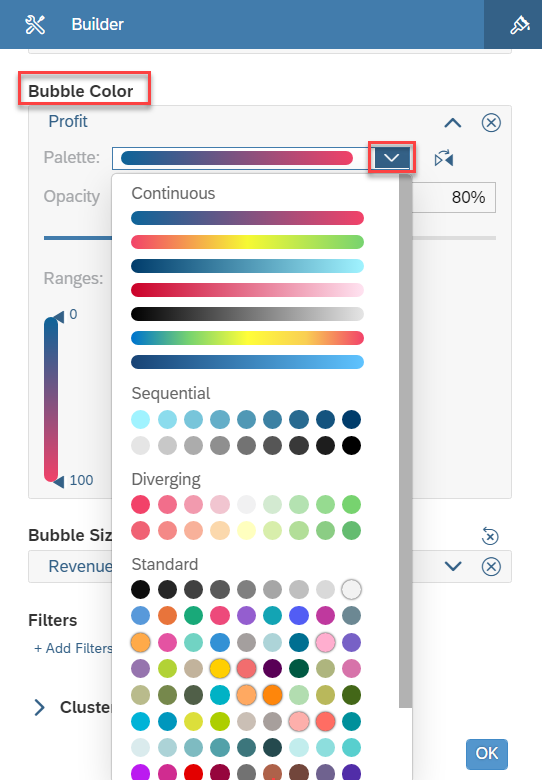 Builder
Bubble Color
Profit
Palette:
Continuous
Opacity
80%
Ranges:
0
Sequential
100
Diverging
Bubble Siz
Standard
Revenue
Filters
+ Add Filters
Cluste
OK